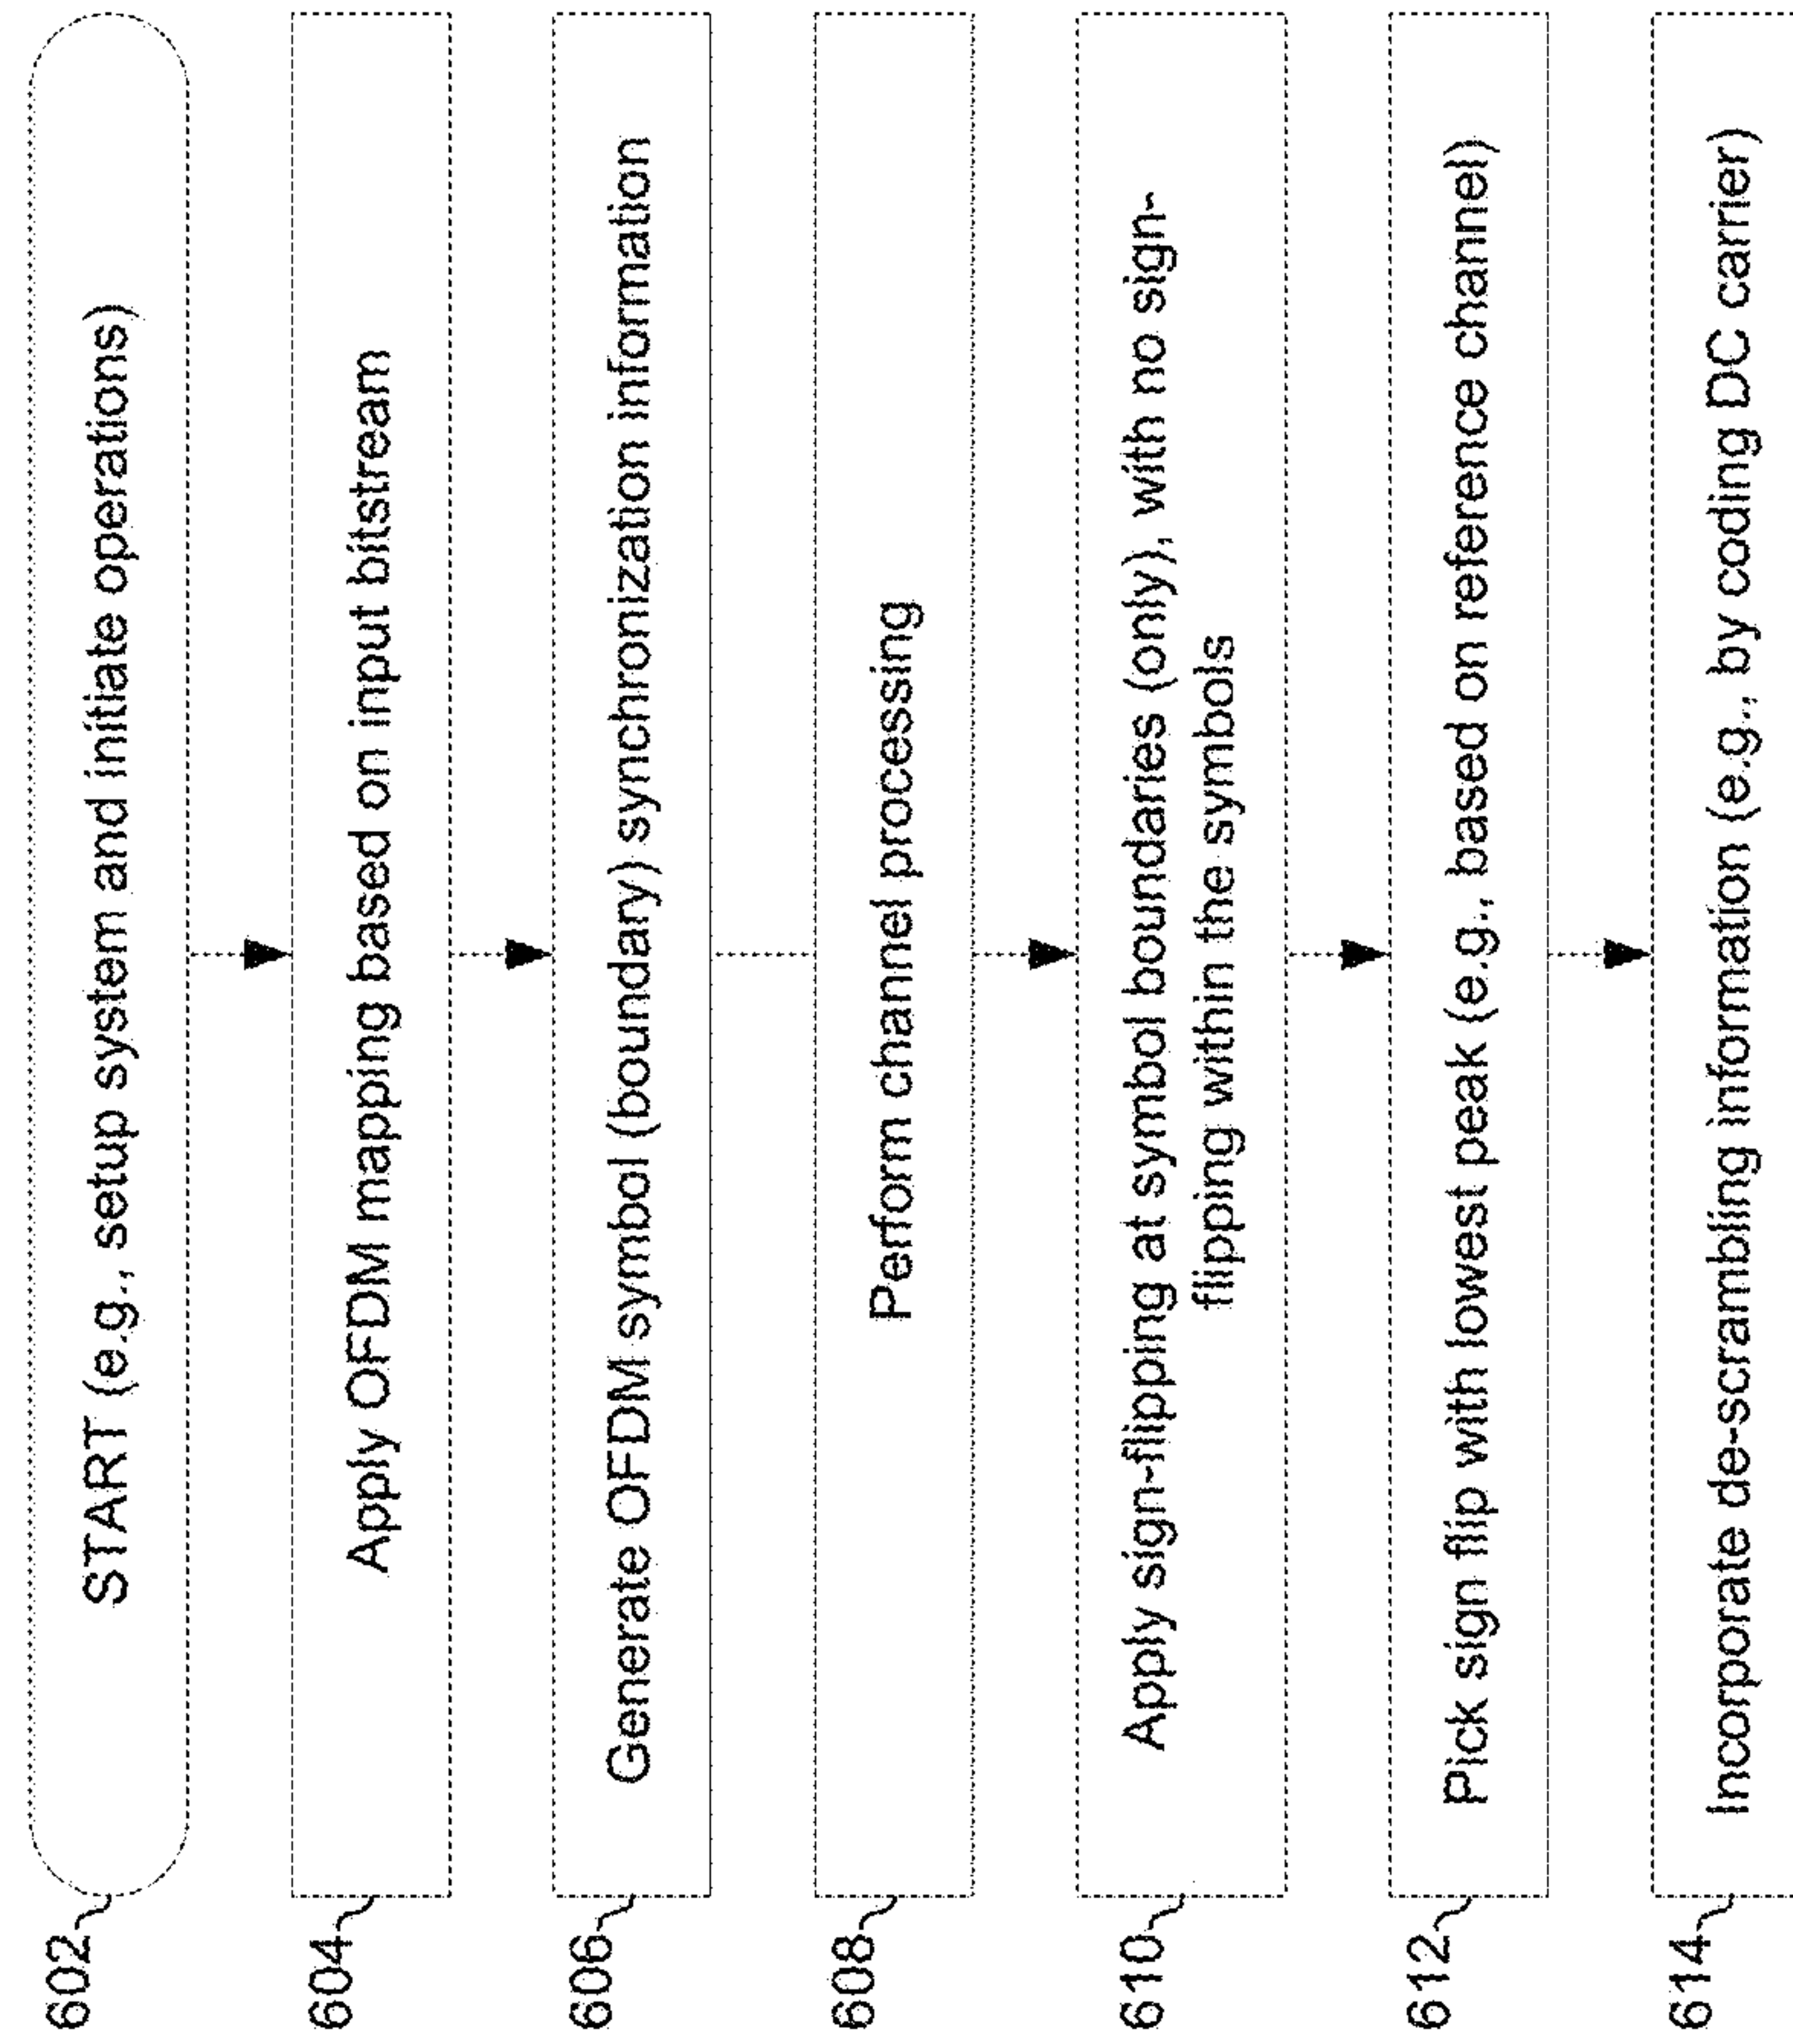 602
START (e.g., setup system and initiate operations)
604
Apply OFDM mapping based on input bitstream
606
Generate OFDM symbol (boundary) synchronization information
608
Perform channel processing
610
Apply sign-flipping at symbol boundaries (only), with no sign-
flipping within the symbols
612
Pick sign flip with lowest peak (e.g., based on reference channel)
614
Incorporate de-scrambling information (e.g., by coding DC carrier)